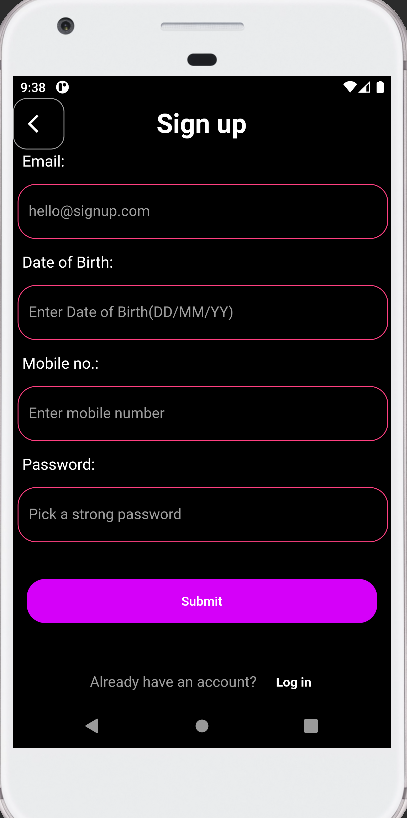 9:38
Sign up
Email:
hello@signup.com
Date of Birth:
Enter Date of Birth(DD/MM/YY)
Mobile no.:
Enter mobile number
Password:
Pick a strong password
Submit
Already have an account? Log in